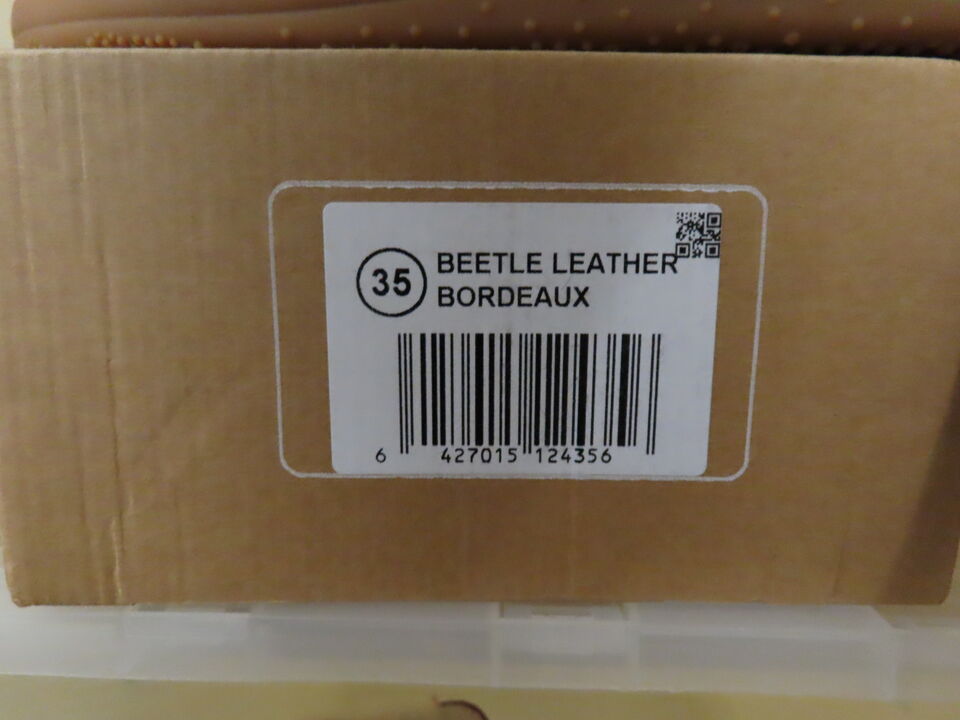 35
BEETLE LEATHER
BORDEAUX
6 427015 124356